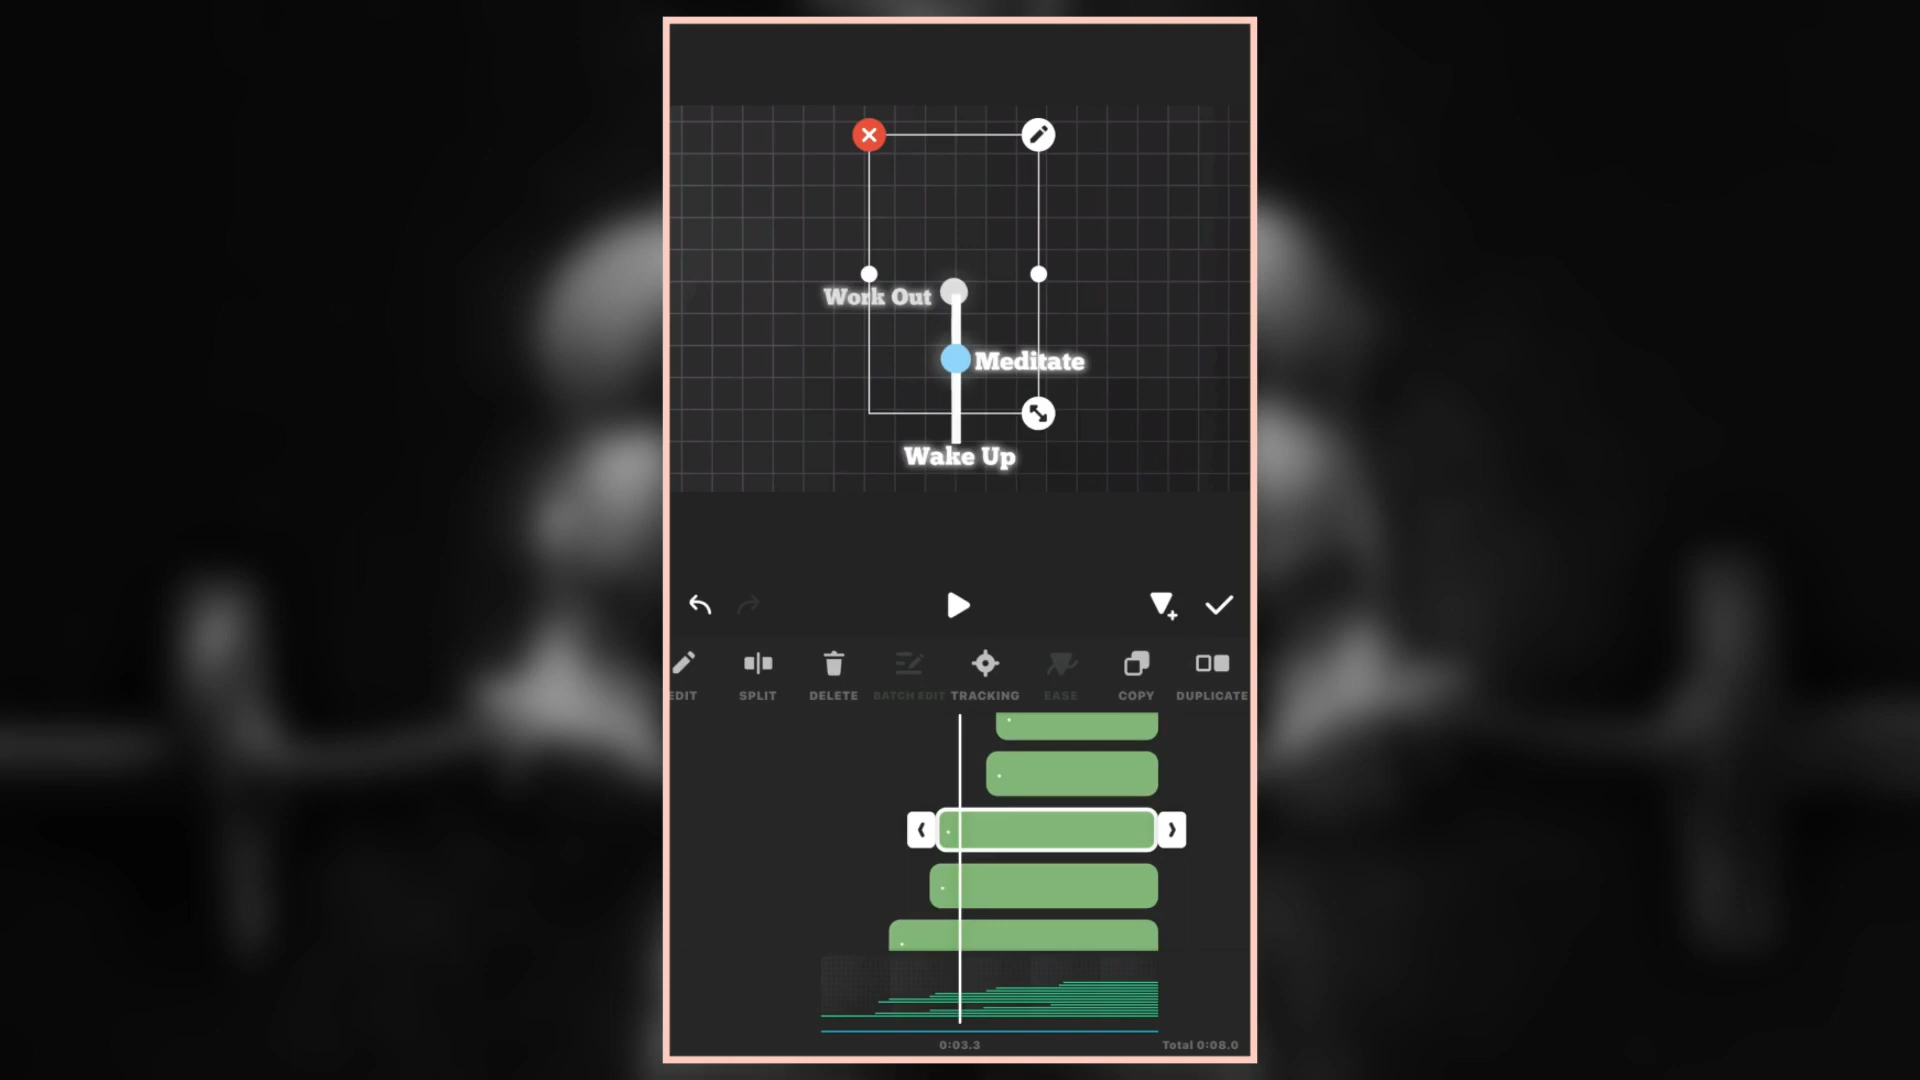 Work Out
Meditate
Wake Up
EDIT SPLIT DELETE BATCH EDIT TRACKING EASE COPY DUPLICATE
0:03.3 Total 0:08.0